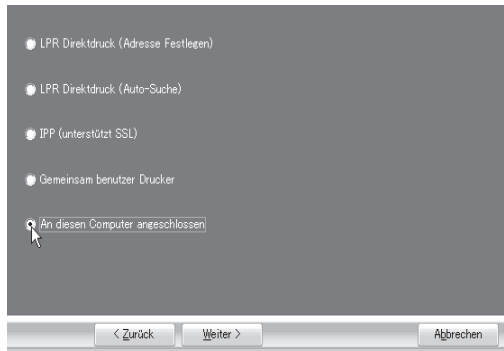 LPR Direktdruck (Adresse Festlegen)
LPR Direktdruck (Auto-Suche)
IPP (unterstützt SSL)
Gemeinsam benutzer Drucker
An diesen Computer angeschlossen
< Zurück Weiter > Abbrechen